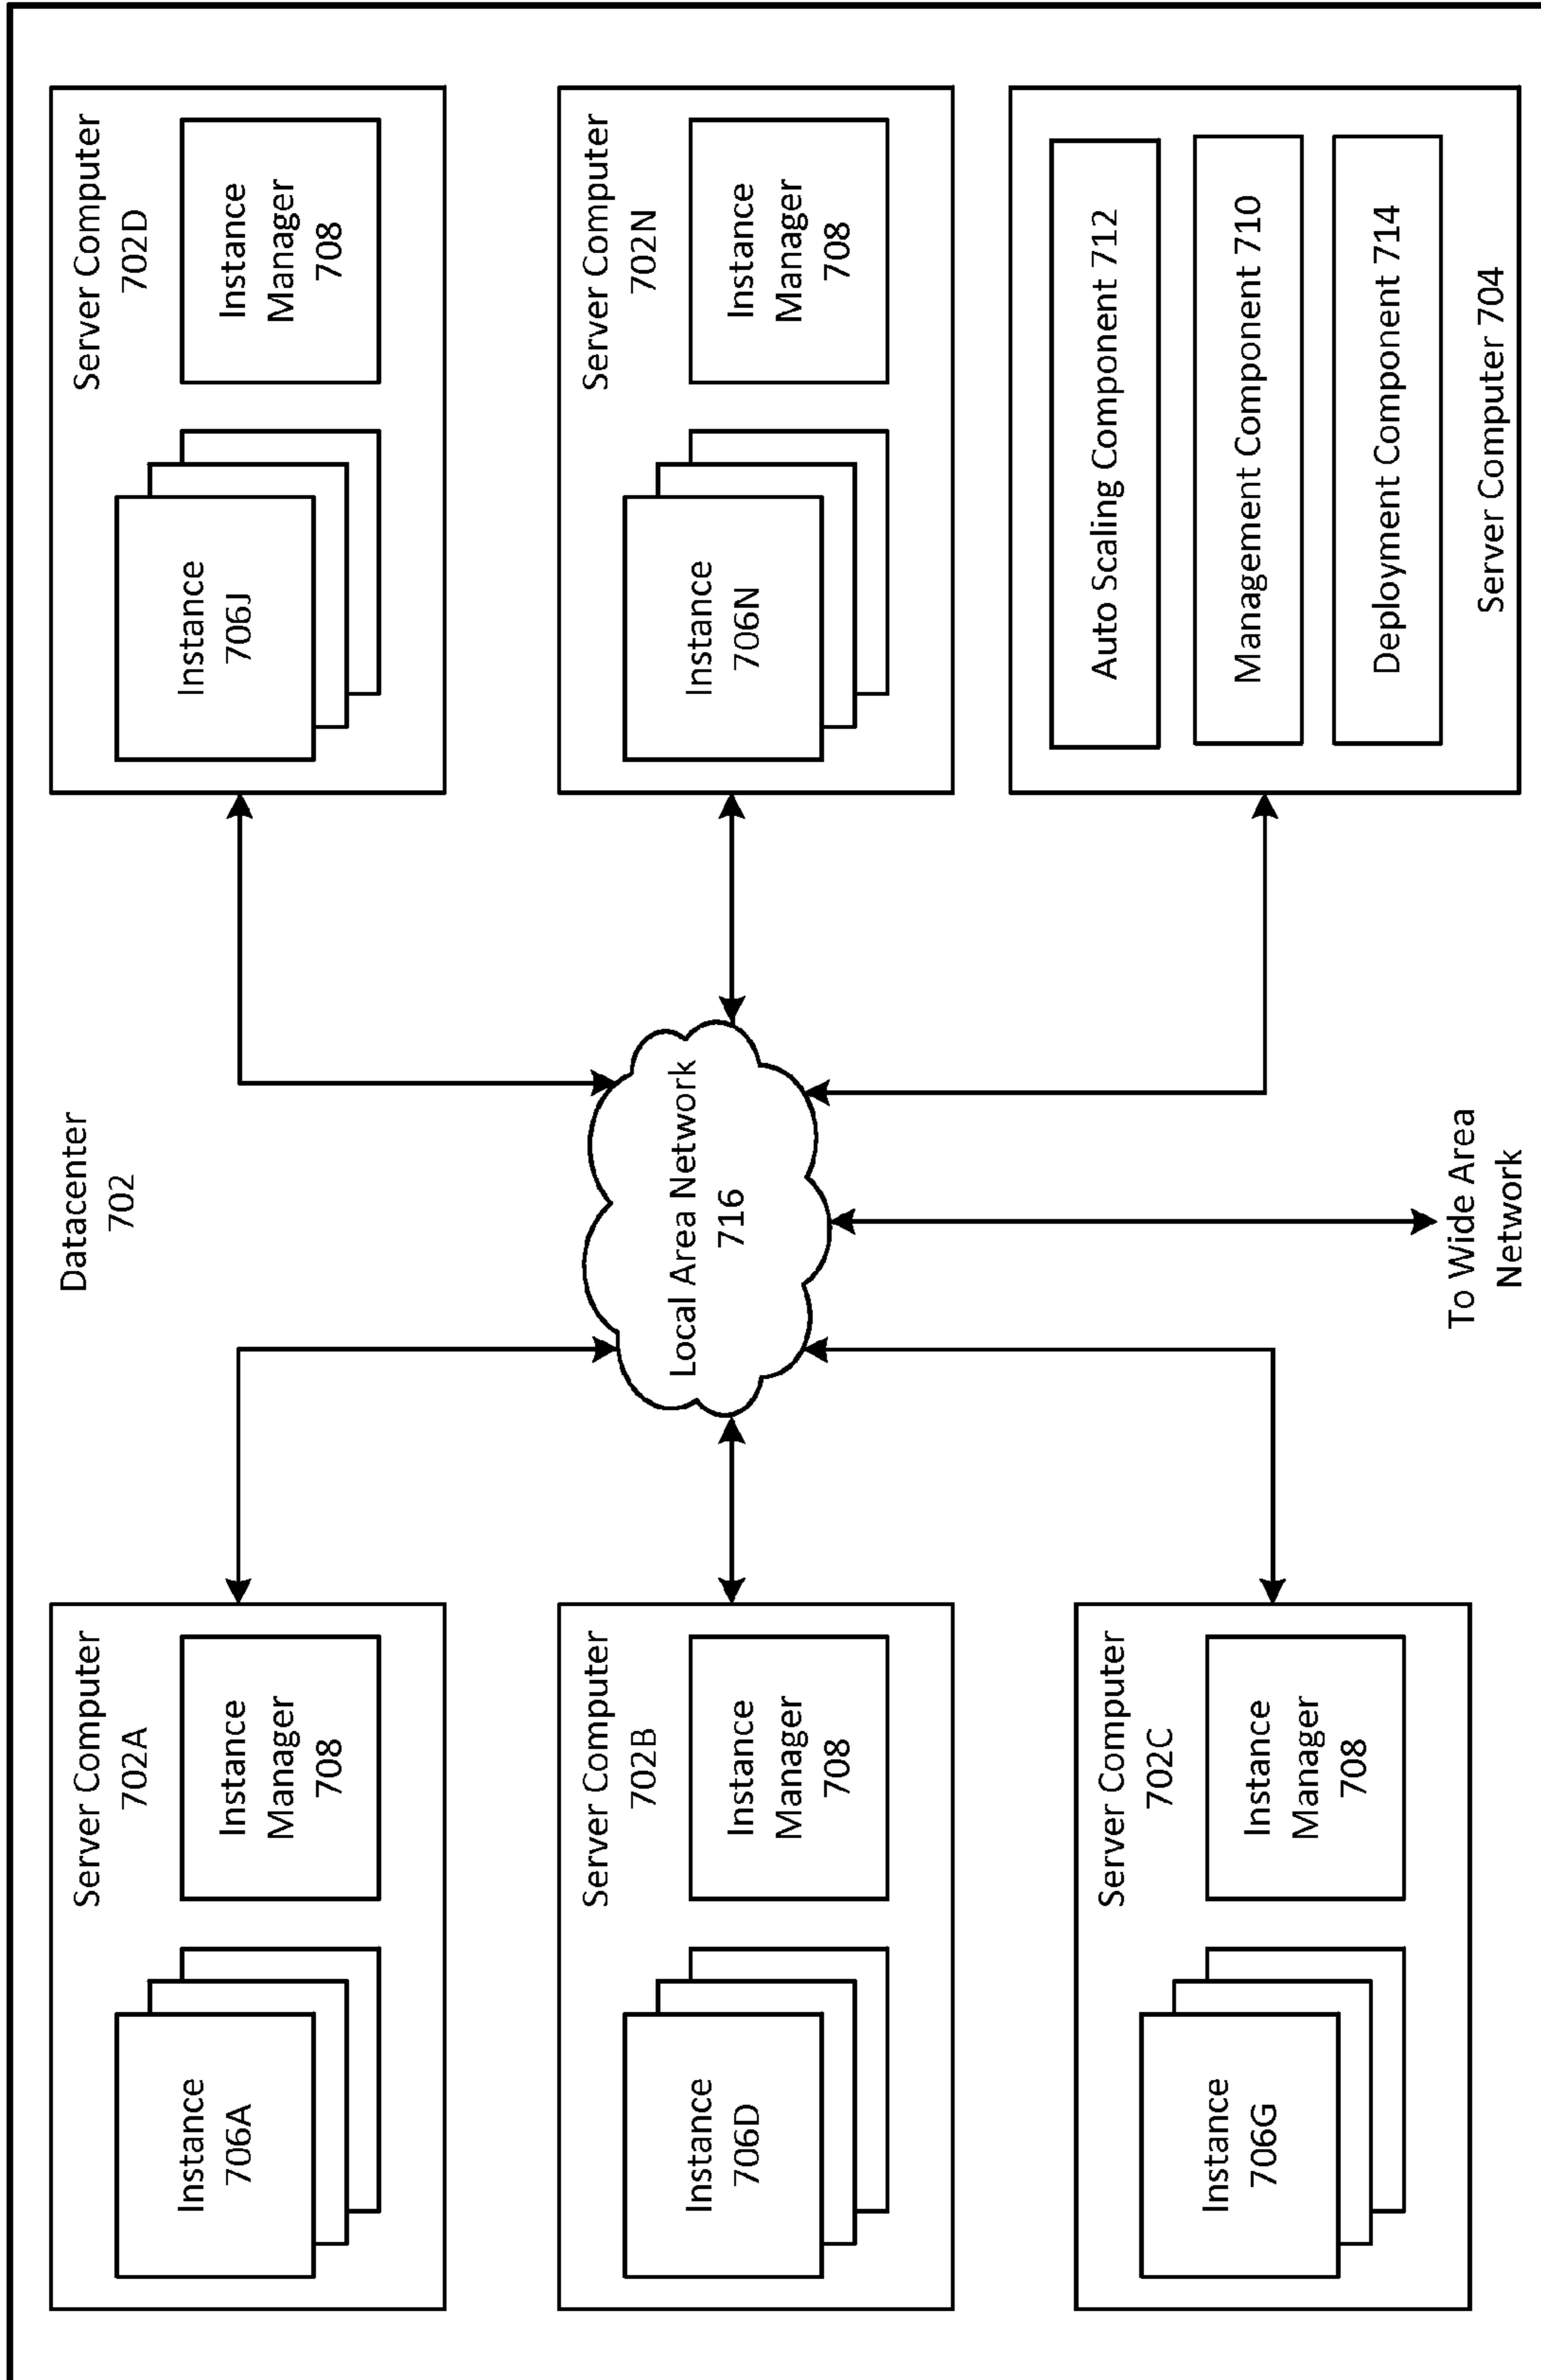 Datacenter
702
Server Computer
702A
Instance
706A
Instance
Manager
708
Server Computer
702B
Instance
706D
Instance
Manager
708
Server Computer
702C
Instance
706G
Instance
Manager
708
Local Area Network
716
To Wide Area
Network
Server Computer
702D
Instance
706J
Instance
Manager
708
Server Computer
702N
Instance
706N
Instance
Manager
708
Auto Scaling Component 712
Management Component 710
Deployment Component 714
Server Computer 704